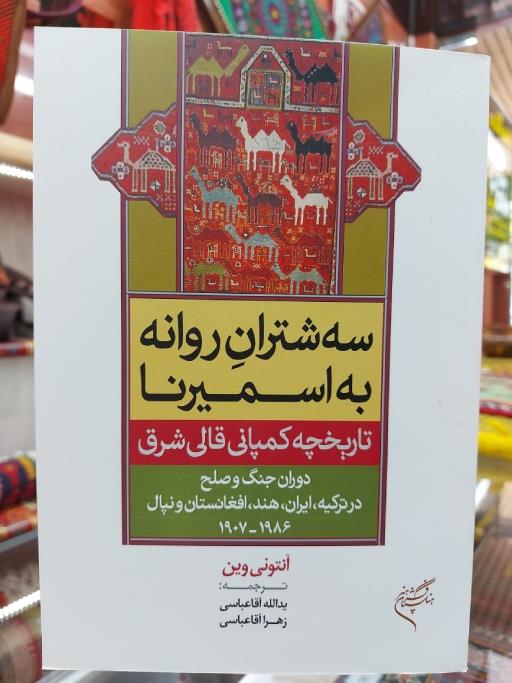 سه شترانِ روانه
به اسمیرنا
تاریخچه کمپانی قالی شرق
دوران جنگ و صلح
در ترکیه، ایران، هند، افغانستان و نپال
۱۹۰۷ - ۱۹۸۶
آنتونی وین
ترجمه:
یدالله آقاعباسی
زهرا آقاعباسی